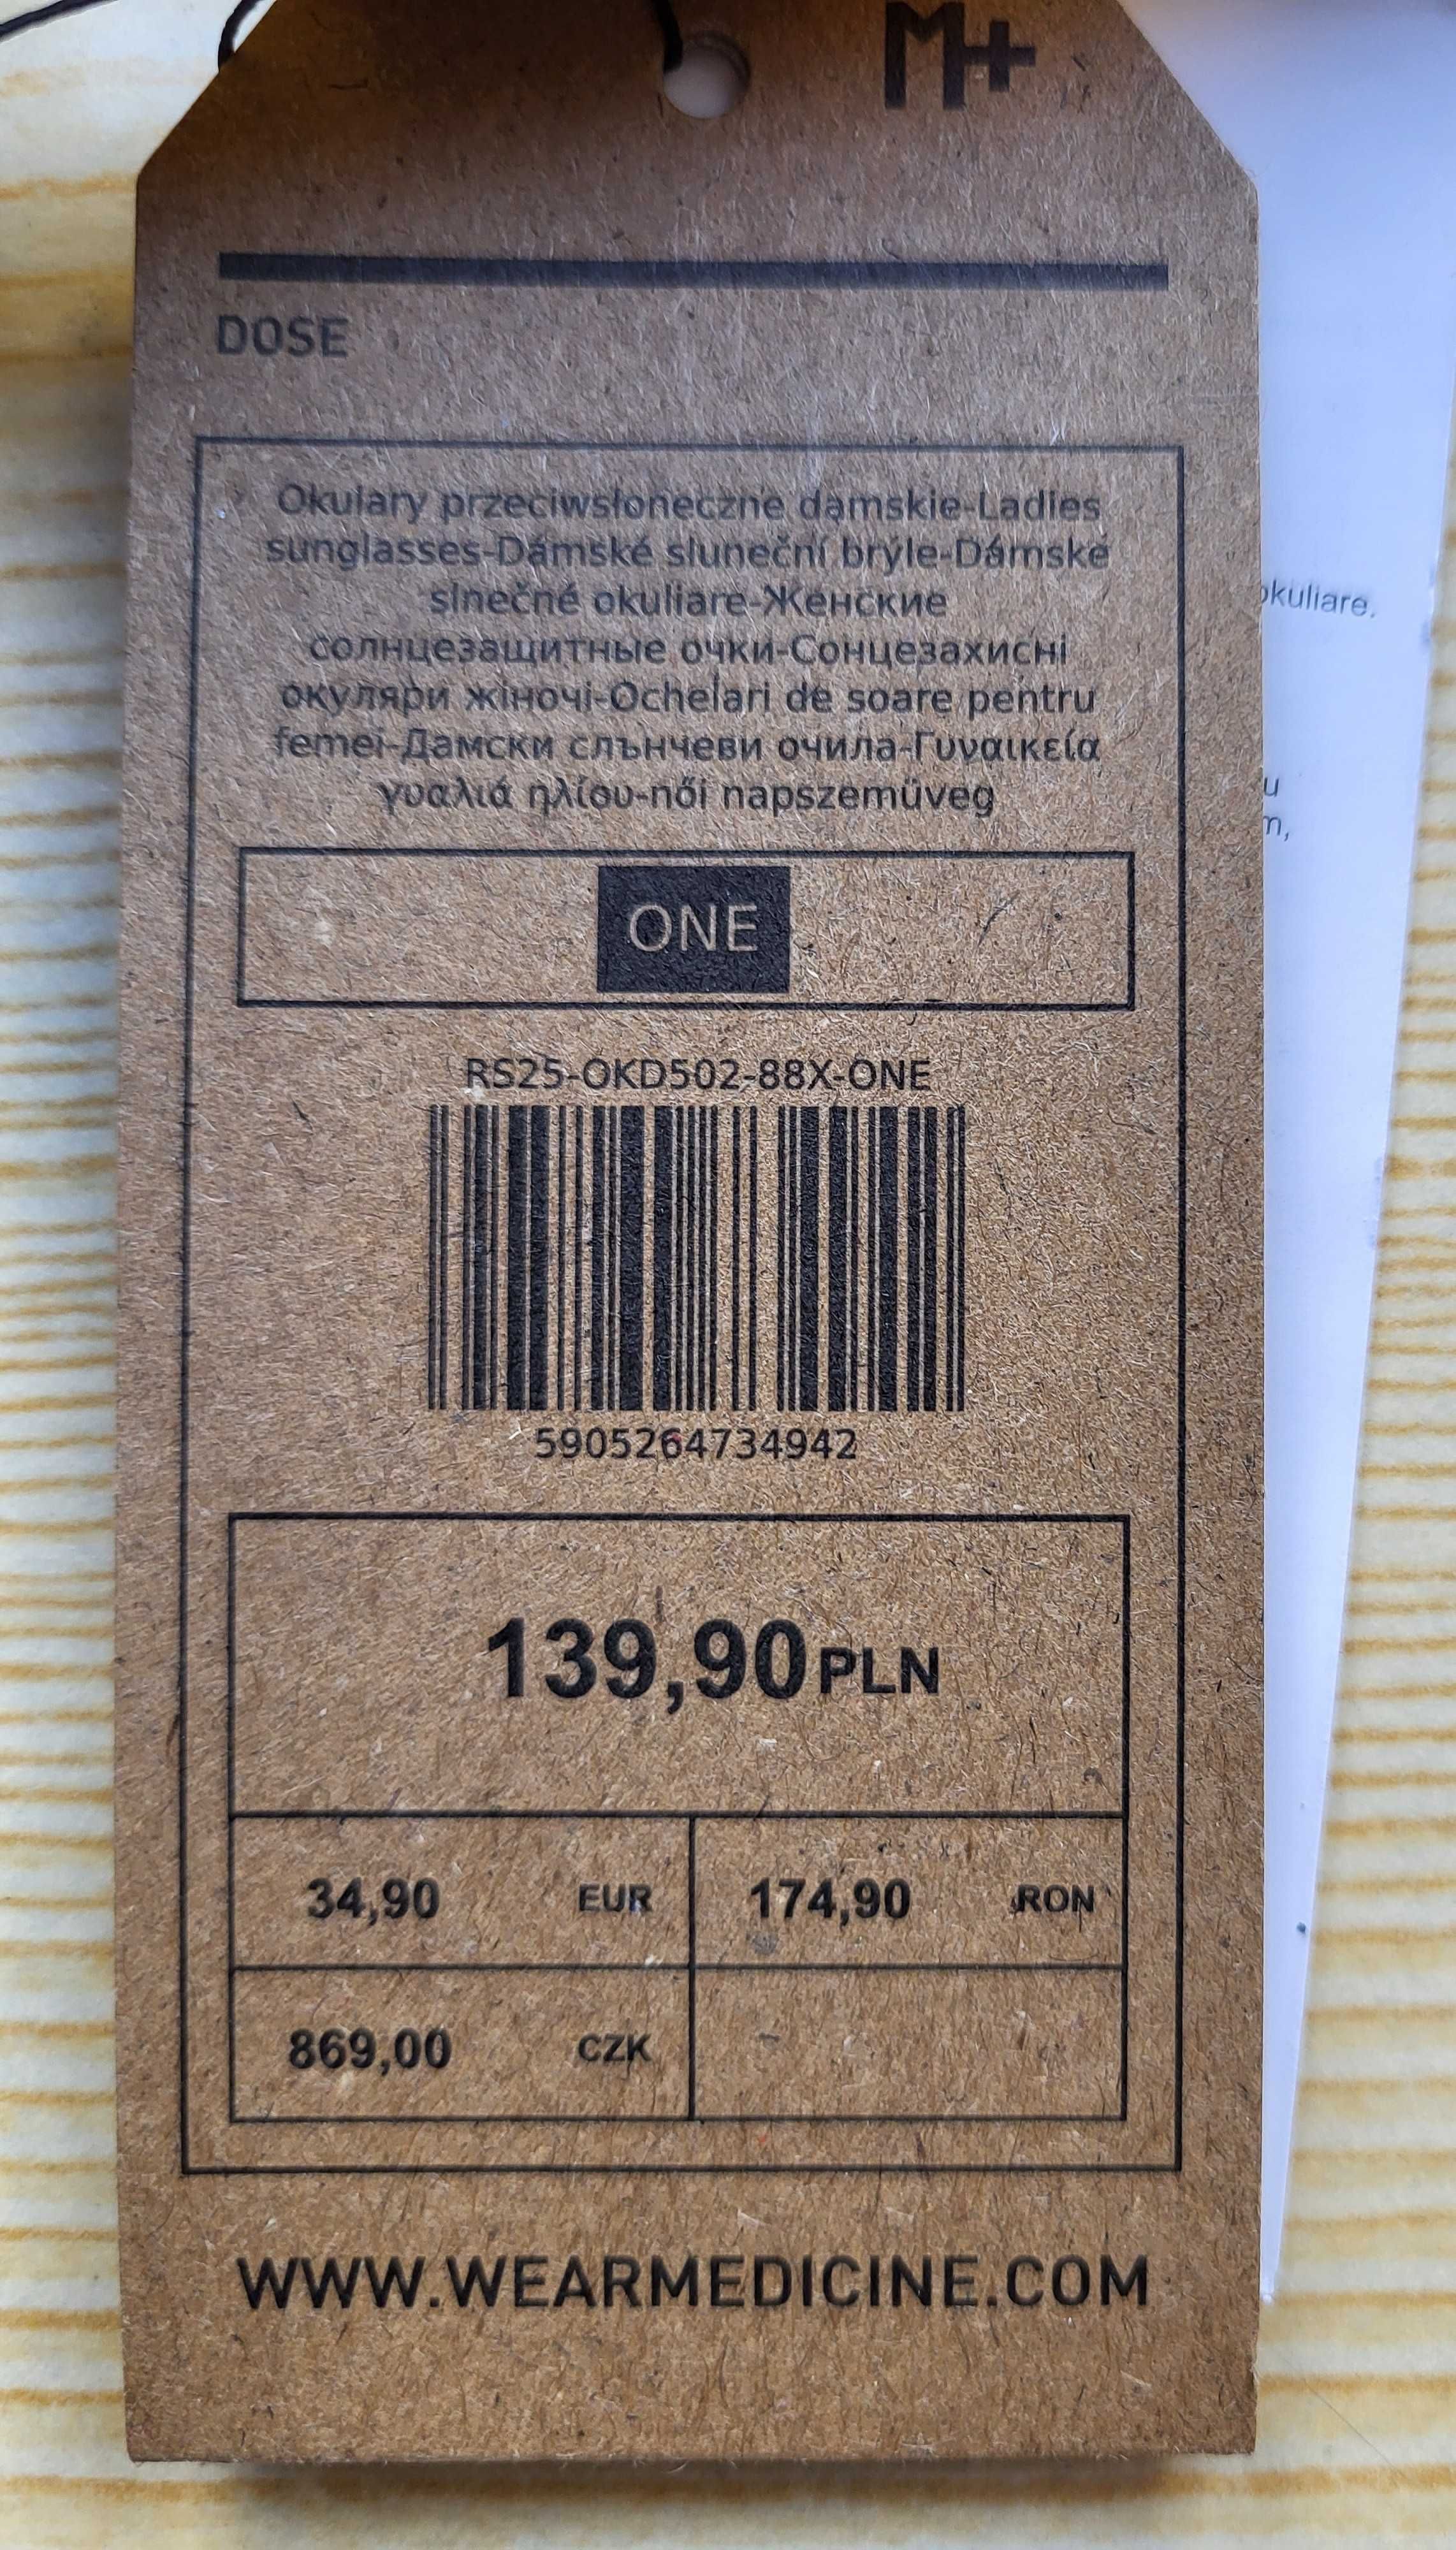 M+
DOSE
Okulary przeciwsłoneczne damskie-Ladies
sunglasses-Dámské sluneční brýle-Dámske
slnečné okuliare-Женские
солнцезащитные очки-Сонцезахисні
окуляри жіночі-Ochelari de soare pentru
femei-Дамски слънчеви очила-Γυναικεία
γυαλιά ηλίου-női napszemüveg
ONE
RS25-OKD502-88X-ONE
5905264734942
139,90 PLN
34,90 EUR
174,90 RON
869,00 CZK
WWW.WEARMEDICINE.COM